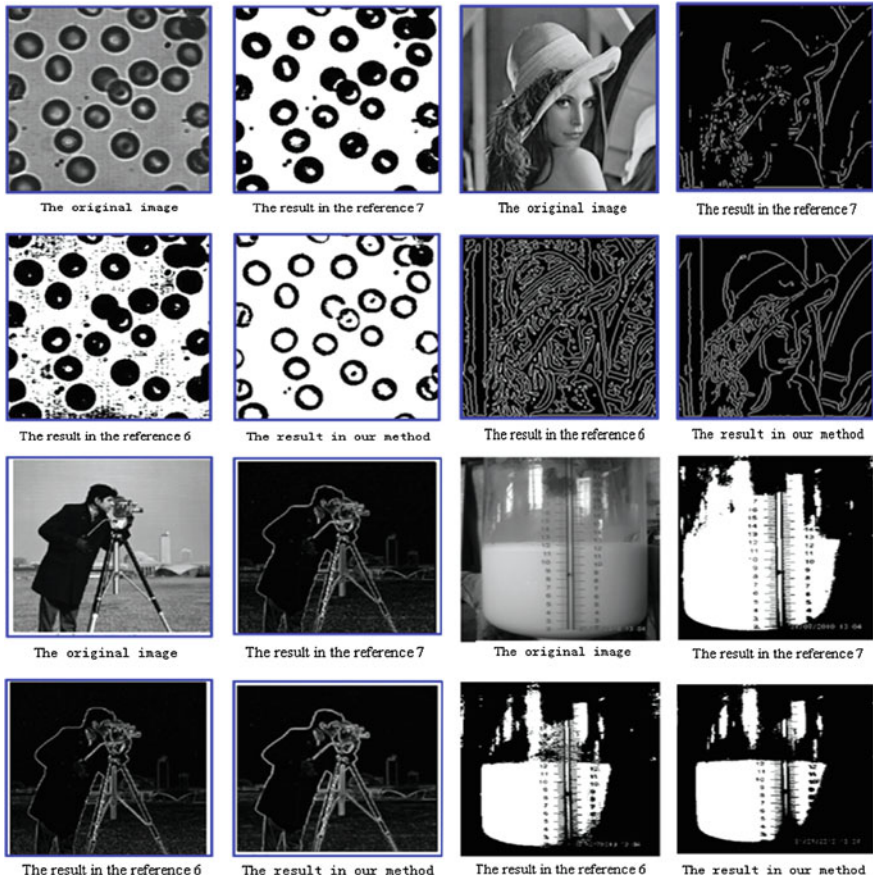 The original image
The result in the reference 7
The original image
The result in the reference 7
The result in the reference 6
The result in our method
The result in the reference 6
The result in our method
The original image
The result in the reference 7
The original image
The result in the reference 7
The result in the reference 6
The result in our method
The result in the reference 6
The result in our method